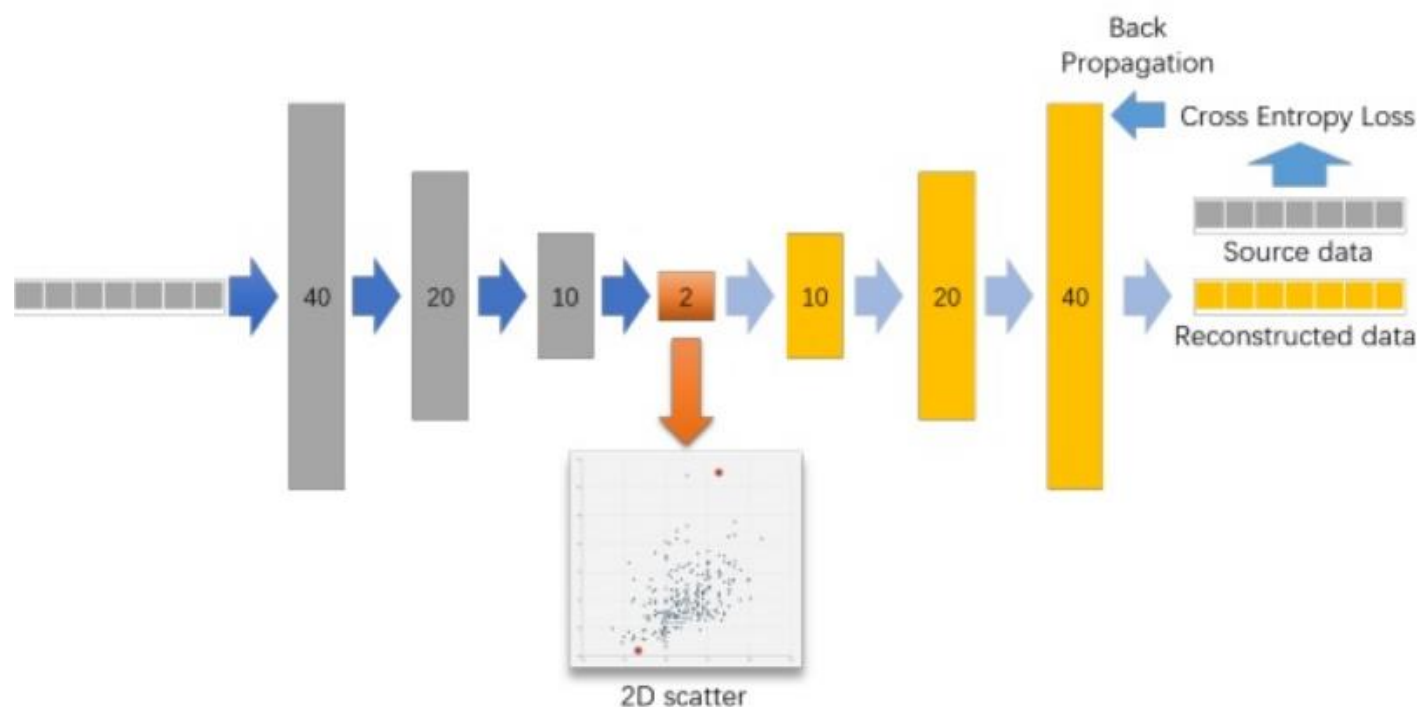 Back
Propagation
Cross Entropy Loss
Source data
40
20
10
2
10
20
40
Reconstructed data
2D scatter